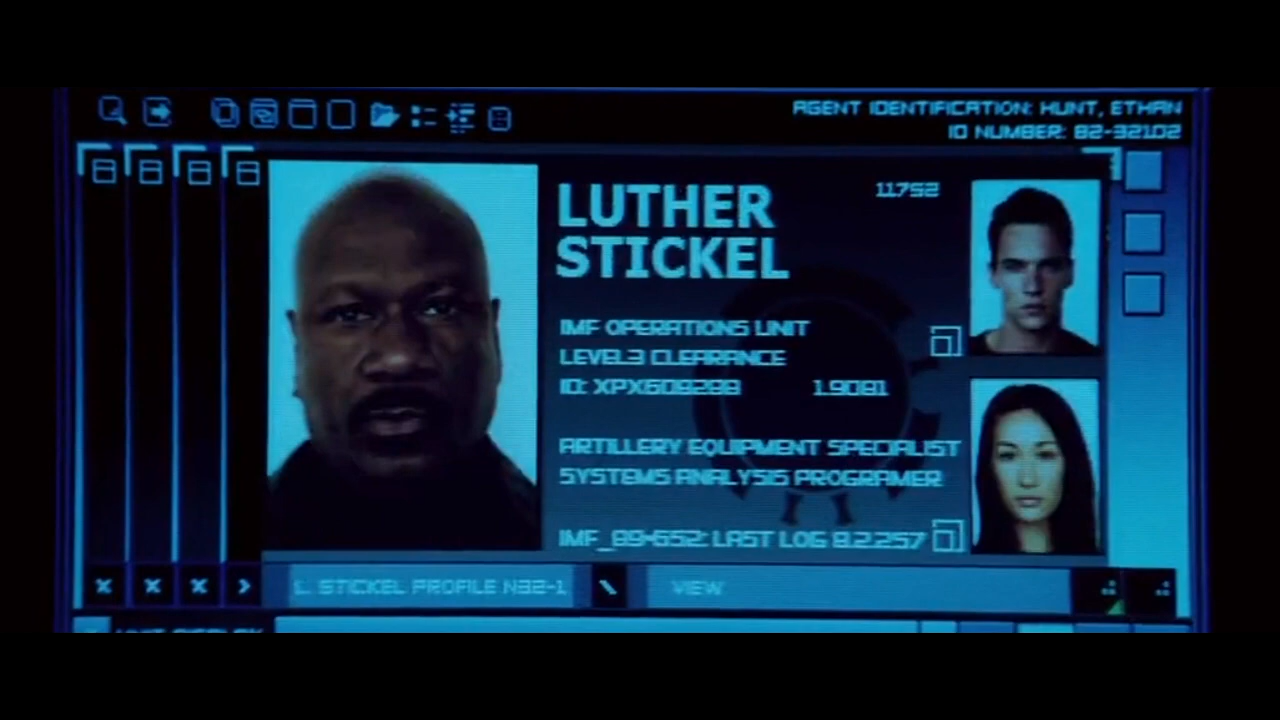 AGENT IDENTIFICATION: HUNT, ETHAN
ID NUMBER: 82-32102
LUTHER
STICKEL
11752
IMF OPERATIONS UNIT
LEVEL3 CLEARANCE
ID: XPX608298 1.9081
ARTILLERY EQUIPMENT SPECIALIST
SYSTEMS ANALYSIS PROGRAMER
IMF_89-652: LAST LOG 8.2.257
L. STICKEL PROFILE N32-1
VIEW